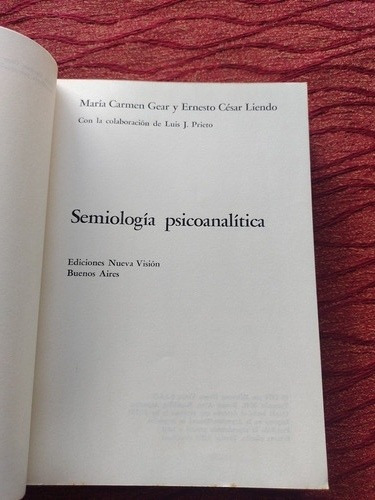 María Carmen Gear y Ernesto César Liendo
Con la colaboración de Luis J. Prieto
Semiología psicoanalítica
Ediciones Nueva Visión
Buenos Aires